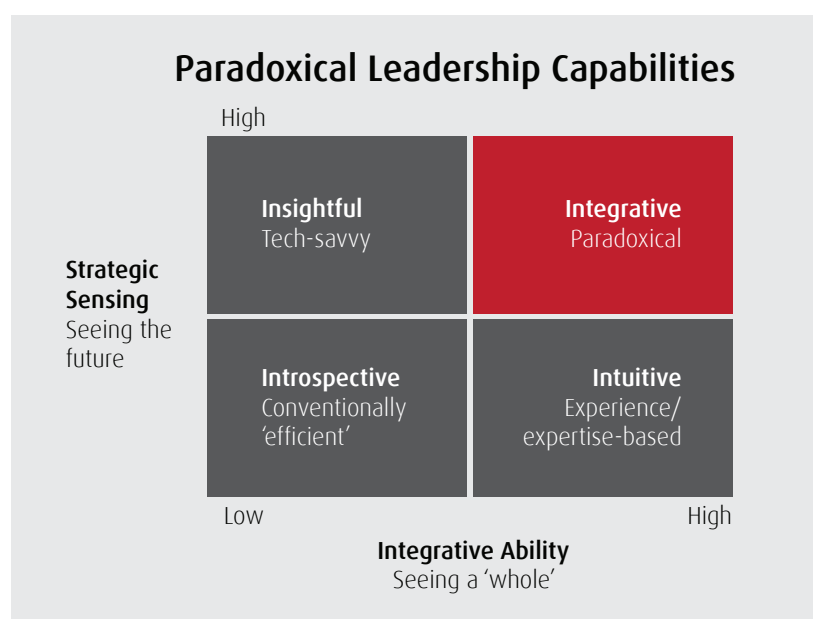 Paradoxical Leadership Capabilities
High
Insightful
Tech-savvy
Integrative
Paradoxical
Strategic
Sensing
Seeing the
future
Introspective
Conventionally
‘efficient’
Intuitive
Experience/
expertise-based
Low
High
Integrative Ability
Seeing a ‘whole’